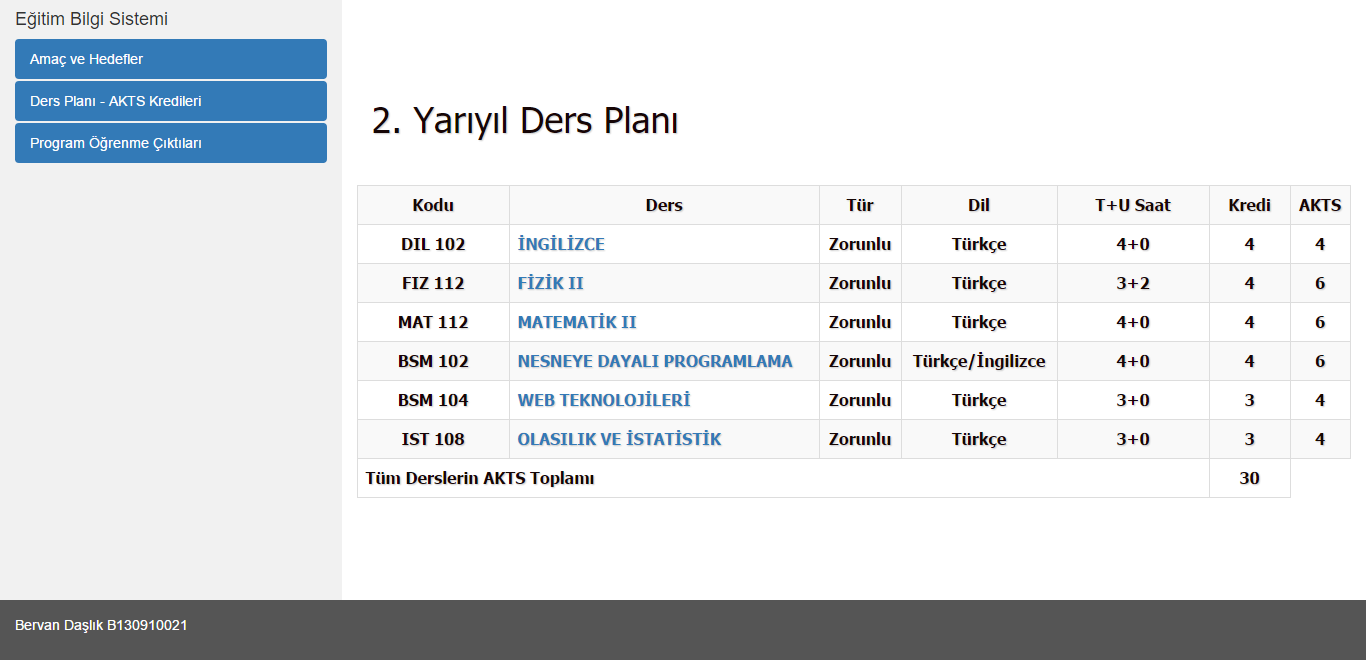 Eğitim Bilgi Sistemi
Amaç ve Hedefler
Ders Planı - AKTS Kredileri
Program Öğrenme Çıktıları
2. Yarıyıl Ders Planı
Kodu Ders Tür Dil T+U Saat Kredi AKTS
DIL 102 İNGİLİZCE Zorunlu Türkçe 4+0 4 4
FIZ 112 FİZİK II Zorunlu Türkçe 3+2 4 6
MAT 112 MATEMATİK II Zorunlu Türkçe 4+0 4 6
BSM 102 NESNEYE DAYALI PROGRAMLAMA Zorunlu Türkçe/İngilizce 4+0 4 6
BSM 104 WEB TEKNOLOJİLERİ Zorunlu Türkçe 3+0 3 4
IST 108 OLASILIK VE İSTATİSTİK Zorunlu Türkçe 3+0 3 4
Tüm Derslerin AKTS Toplamı 30
Bervan Daşlık B130910021